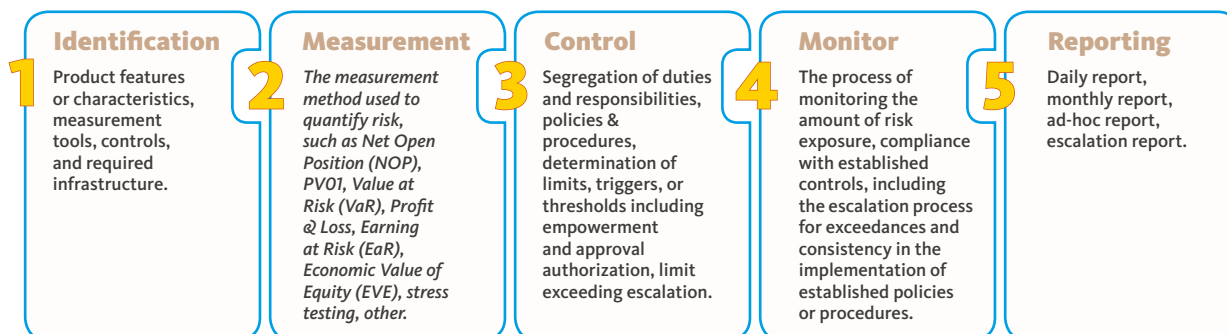 1
Identification
Product features
or characteristics,
measurement
tools, controls,
and required
infrastructure.
2
Measurement
The measurement
method used to
quantify risk,
such as Net Open
Position (NOP),
PV01, Value at
Risk (VaR), Profit
& Loss, Earning
at Risk (EaR),
Economic Value of
Equity (EVE), stress
testing, other.
3
Control
Segregation of duties
and responsibilities,
policies &
procedures,
determination of
limits, triggers, or
thresholds including
empowerment
and approval
authorization, limit
exceeding escalation.
4
Monitor
The process of
monitoring the
amount of risk
exposure, compliance
with established
controls, including
the escalation process
for exceedances and
consistency in the
implementation of
established policies
or procedures.
5
Reporting
Daily report,
monthly report,
ad-hoc report,
escalation report.